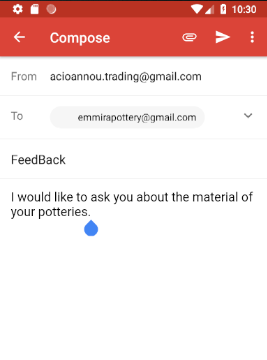 10:30
Compose
From acioannou.trading@gmail.com
To emmirapottery@gmail.com
FeedBack
I would like to ask you about the material of
your potteries.